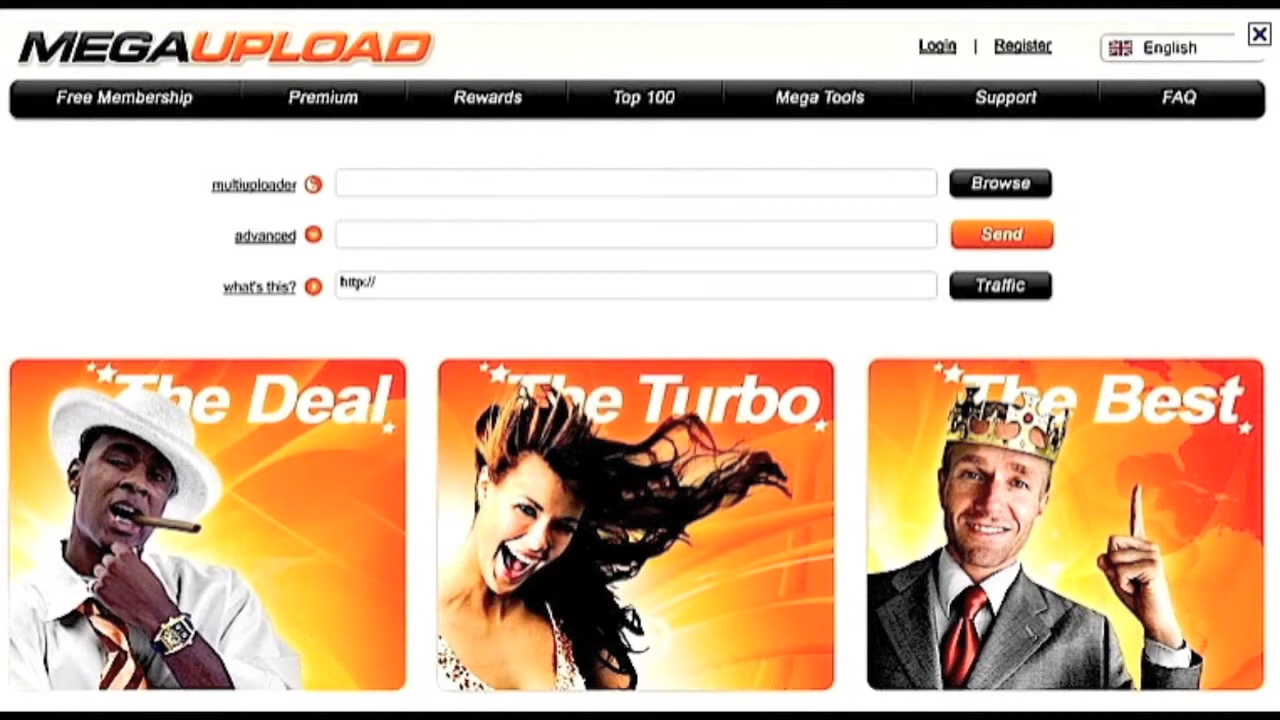 MEGAUPLOAD
Login | Register
English
Free Membership Premium Rewards Top 100 Mega Tools Support FAQ
multiuploader Browse
advanced Send
what's this? http:// Traffic
The Deal The Turbo The Best